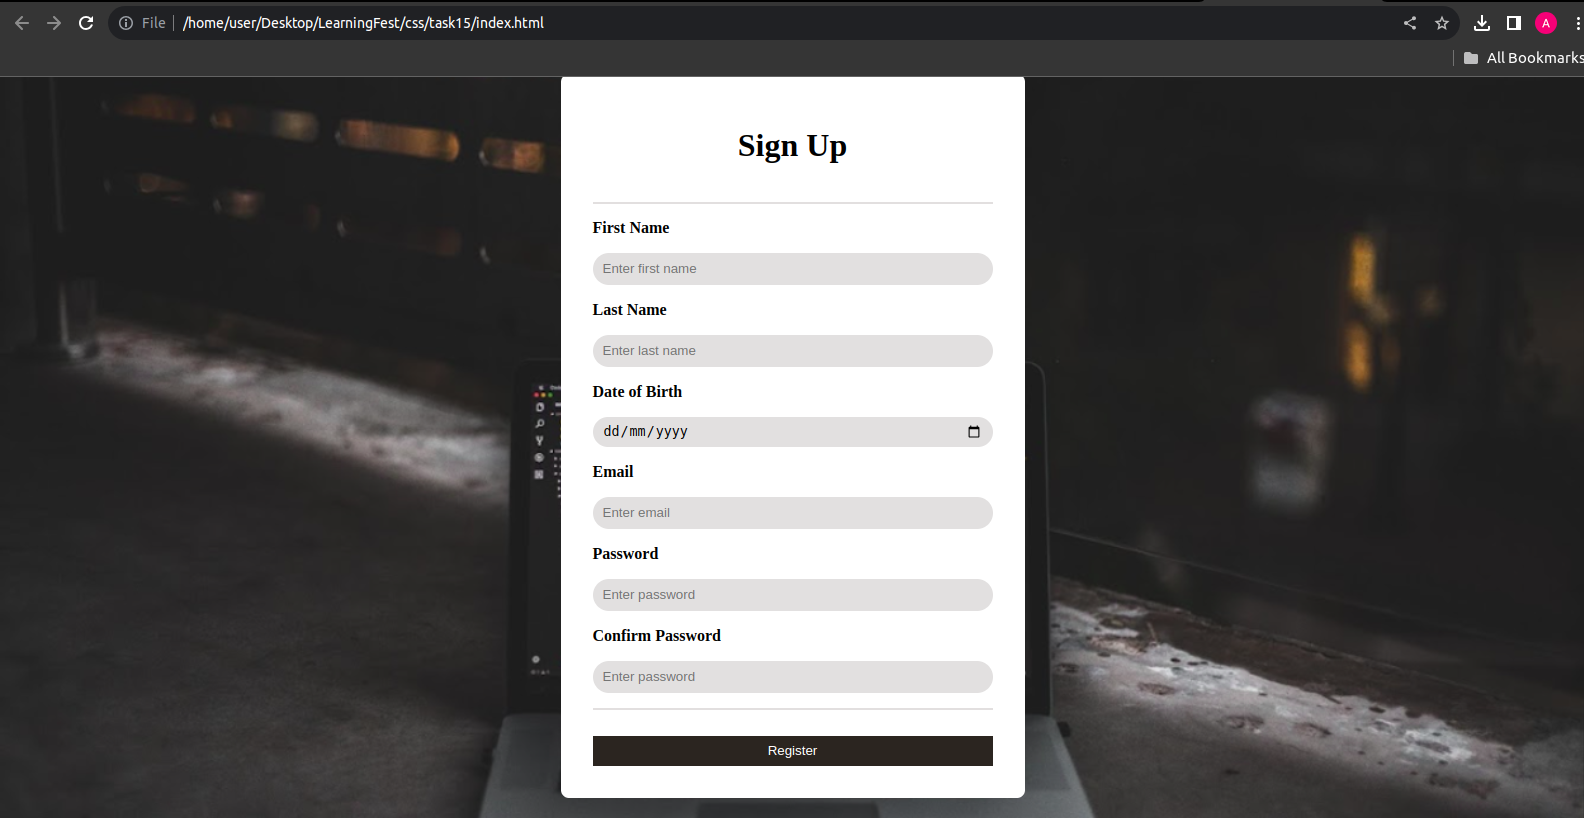 File /home/user/Desktop/LearningFest/css/task15/index.html
A
All Bookmarks
Sign Up
First Name
Enter first name
Last Name
Enter last name
Date of Birth
dd/mm/yyyy
Email
Enter email
Password
Enter password
Confirm Password
Enter password
Register